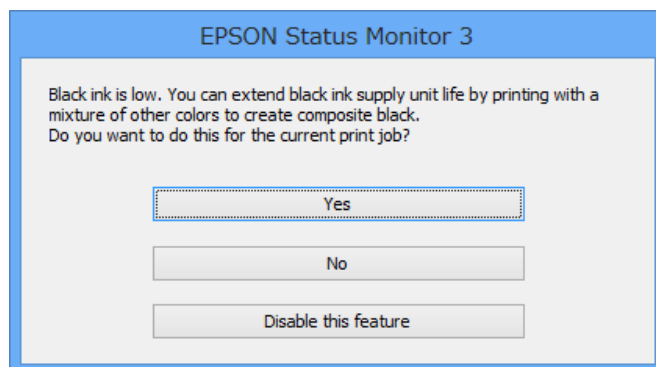 EPSON Status Monitor 3
Black ink is low. You can extend black ink supply unit life by printing with a
mixture of other colors to create composite black.
Do you want to do this for the current print job?
Yes
No
Disable this feature